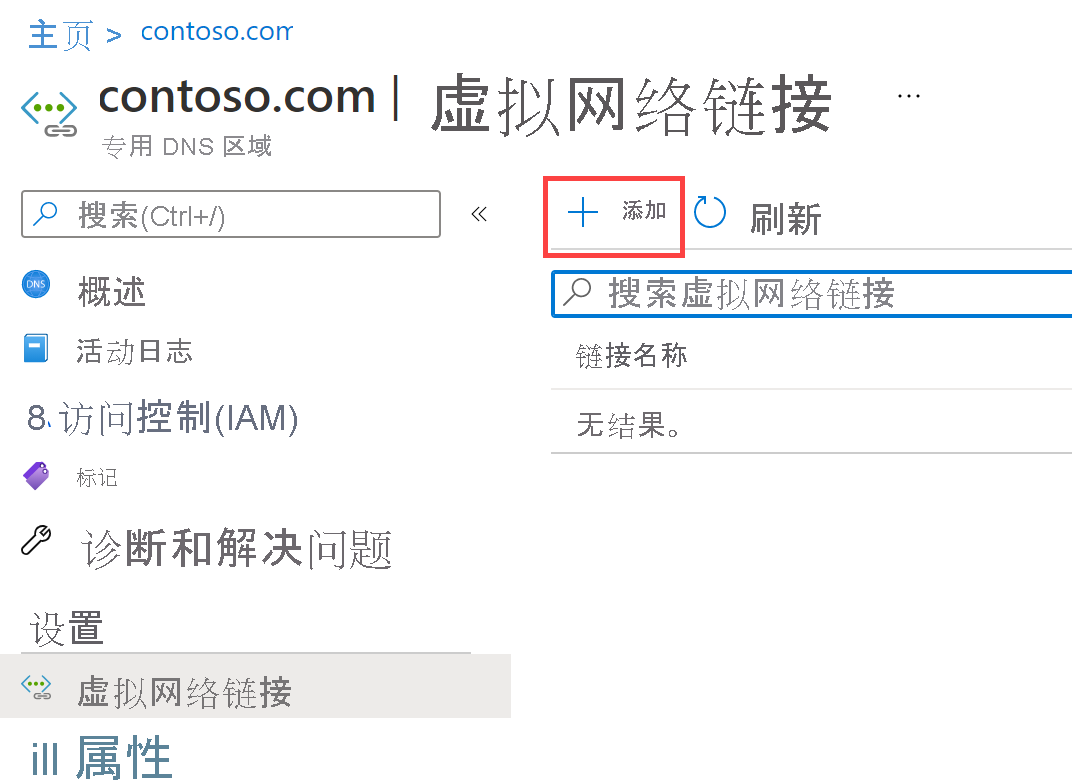 主页 > contoso.com
contoso.com | 虚拟网络链接 ...
专用 DNS 区域
搜索(Ctrl+/)
«
添加
刷新
DNS
概述
活动日志
8 访问控制(IAM)
标记
诊断和解决问题
设置
虚拟网络链接
ill 属性
搜索虚拟网络链接
链接名称
无结果。